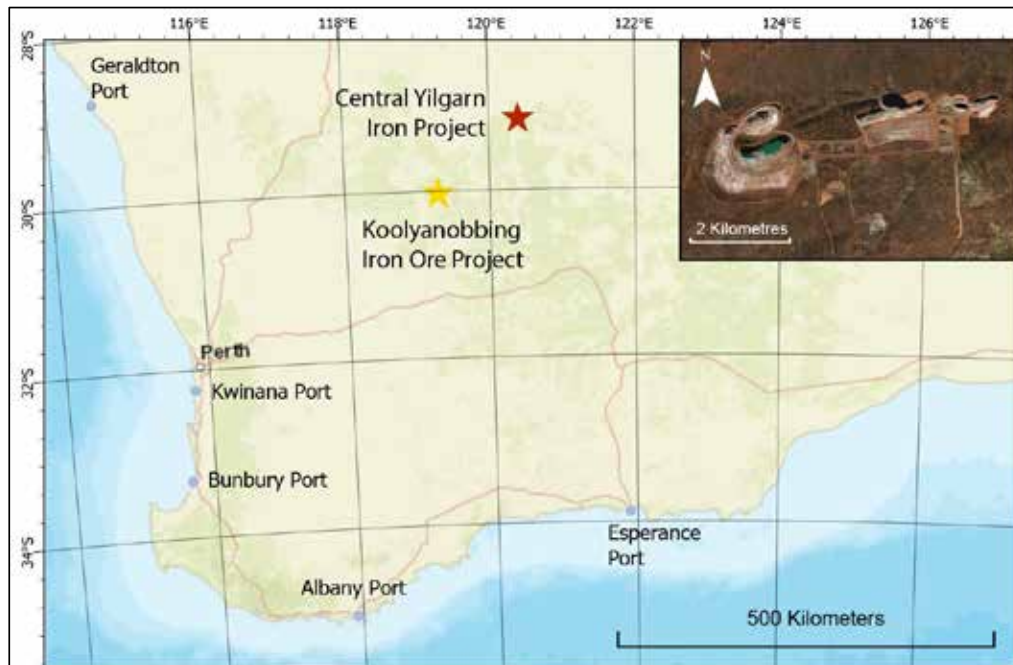 116°E 118°E 120°E 122°E 124°E 126°E
28°S
Geraldton
Port
Central Yilgarn
Iron Project
N
2 Kilometres
30°S
Koolyanobbing
Iron Ore Project
Perth
32°S
Kwinana Port
Bunbury Port
Esperance
Port
34°S
Albany Port
500 Kilometers